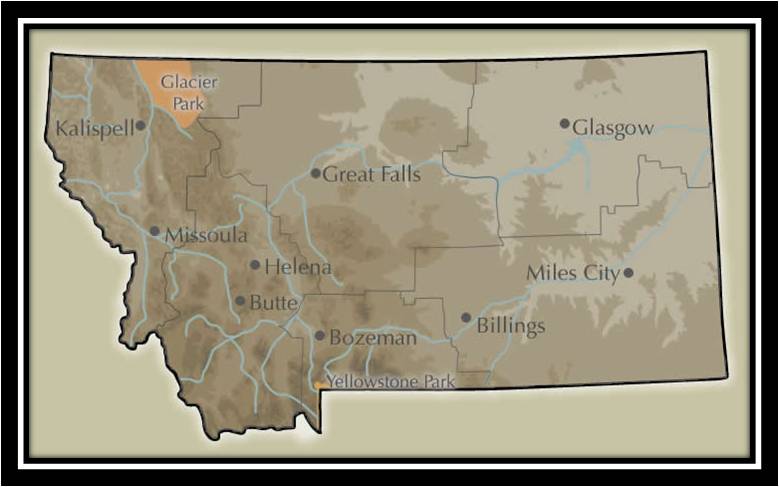 Glacier
Park
Kalispell
Glasgow
Great Falls
Missoula
Helena
Miles City
Butte
Billings
Bozeman
Yellowstone Park